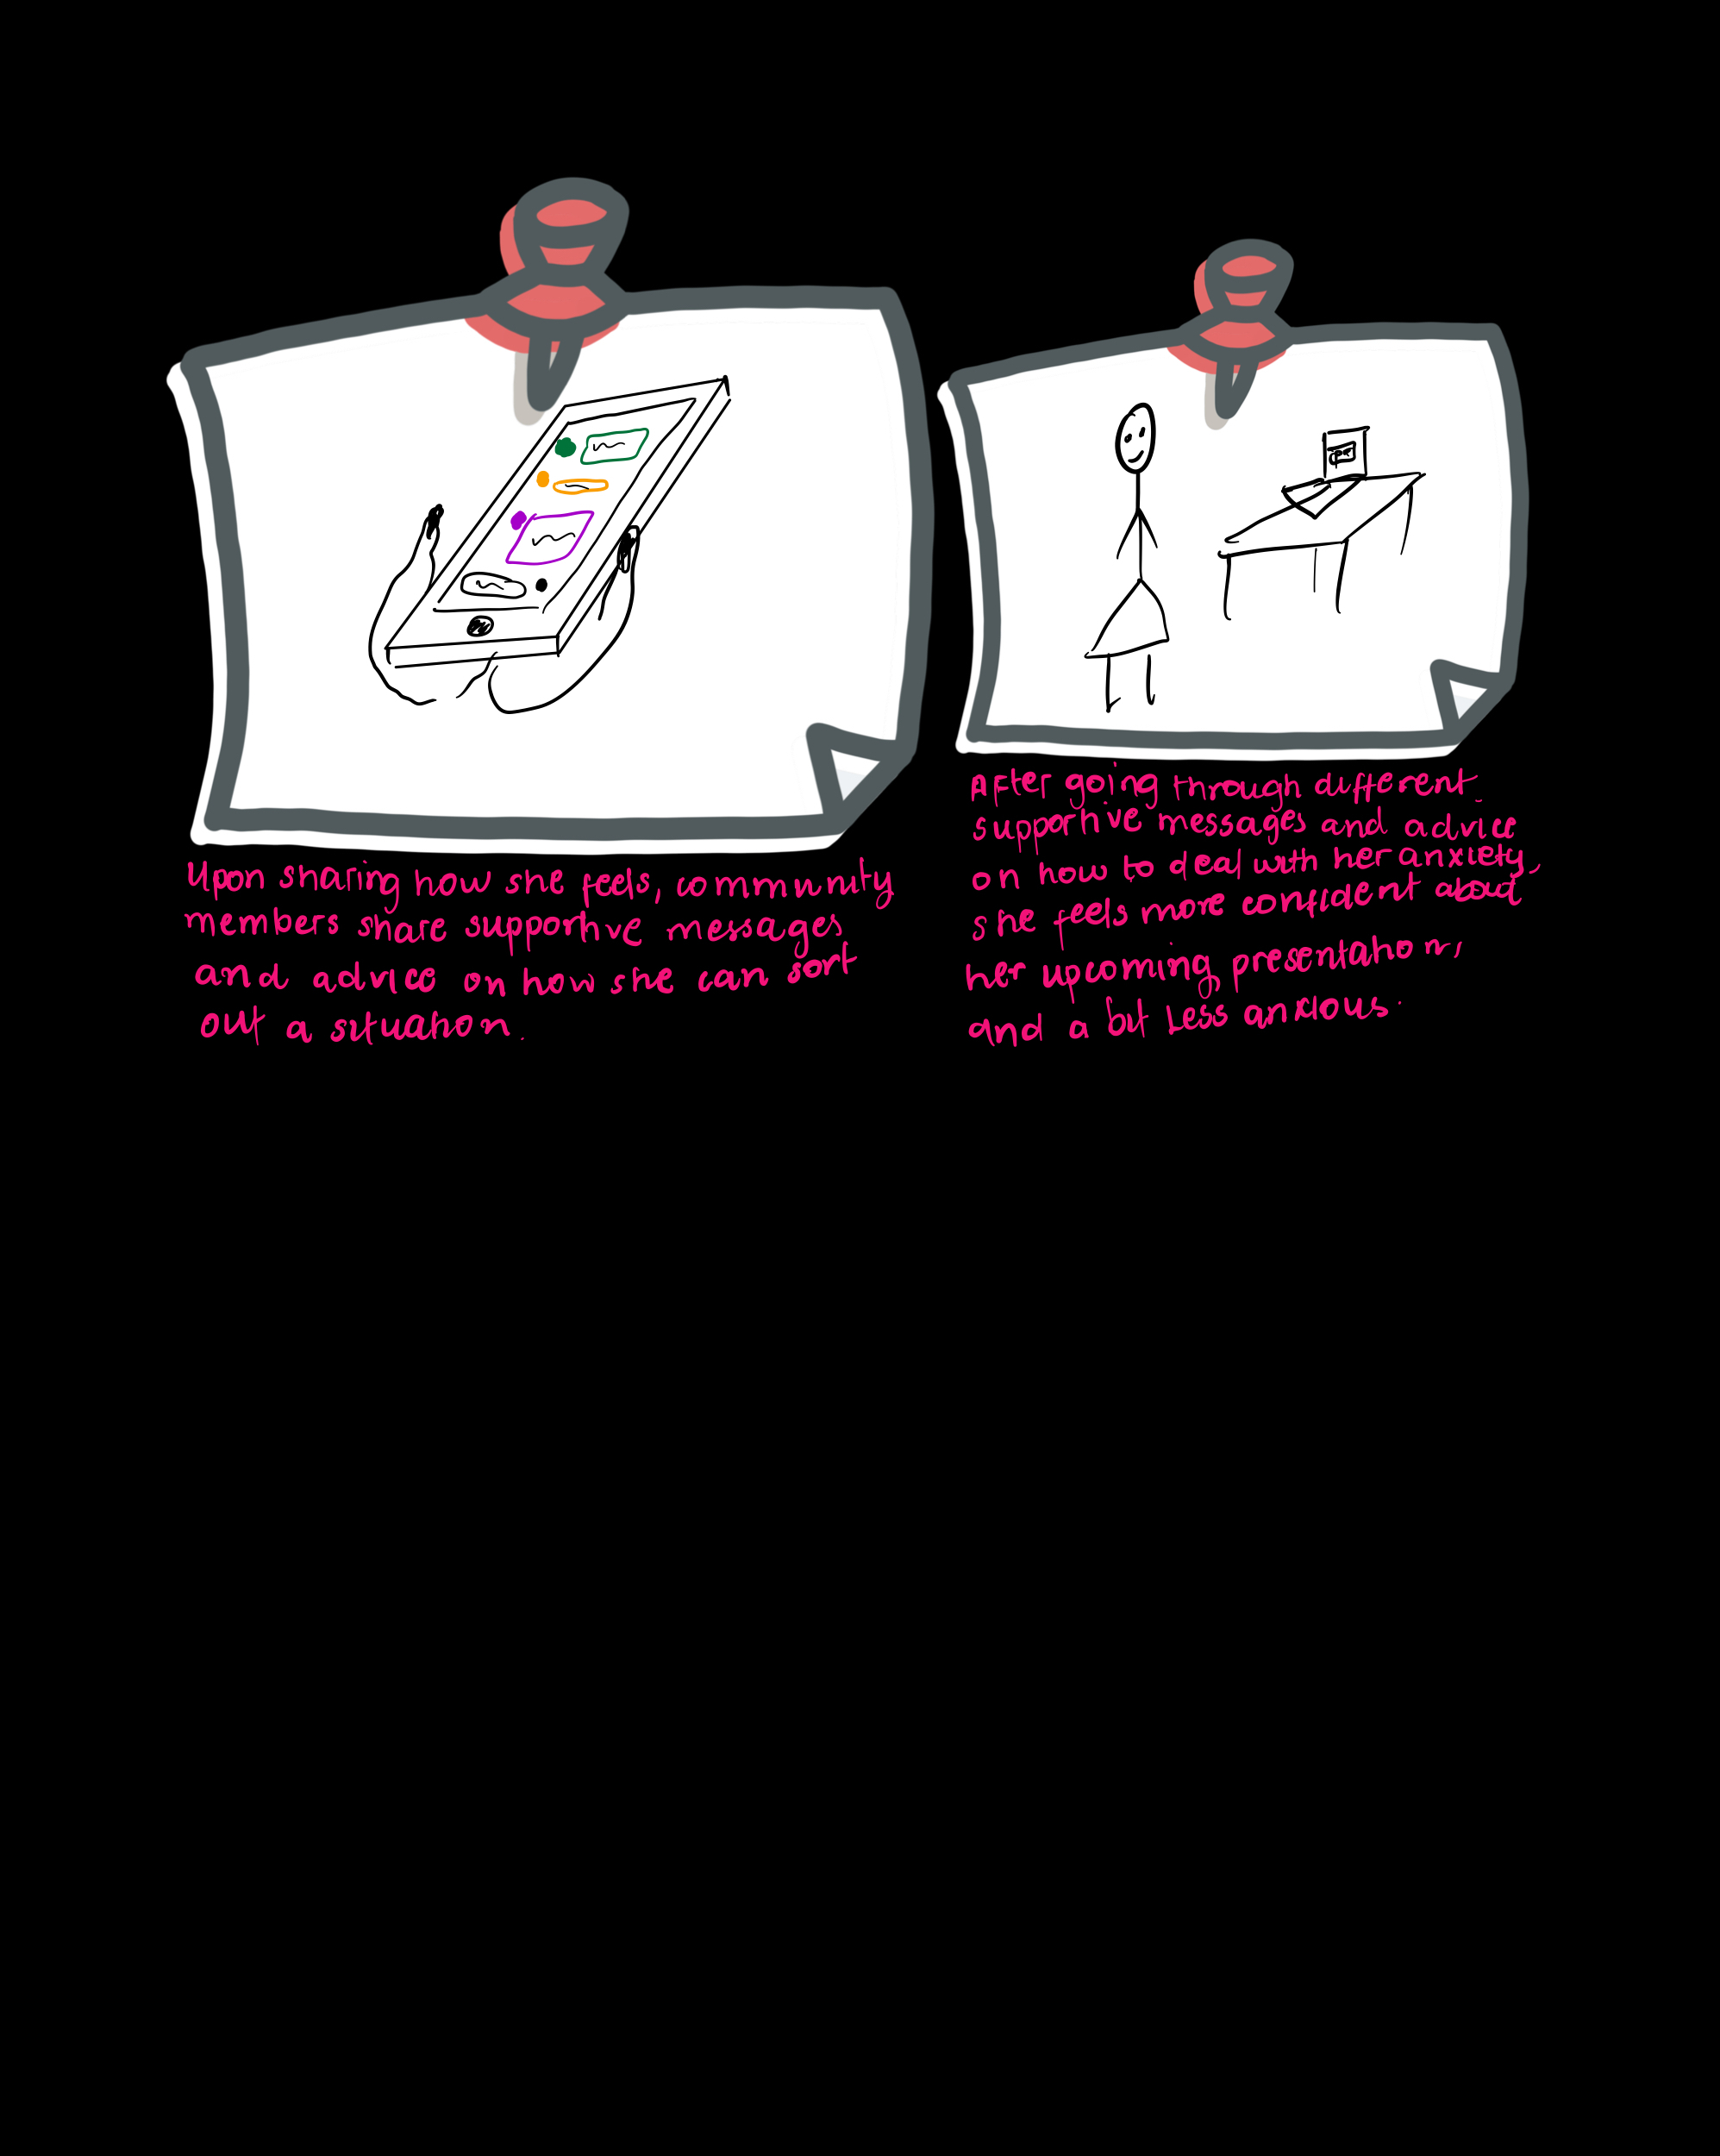 Upon sharing how she feels, community
members share supportive messages
and advice on how she can sort
out a situation.
After going through different
supportive messages and advice
on how to deal with her anxiety,
she feels more confident about
her upcoming presentation,
and a bit less anxious.